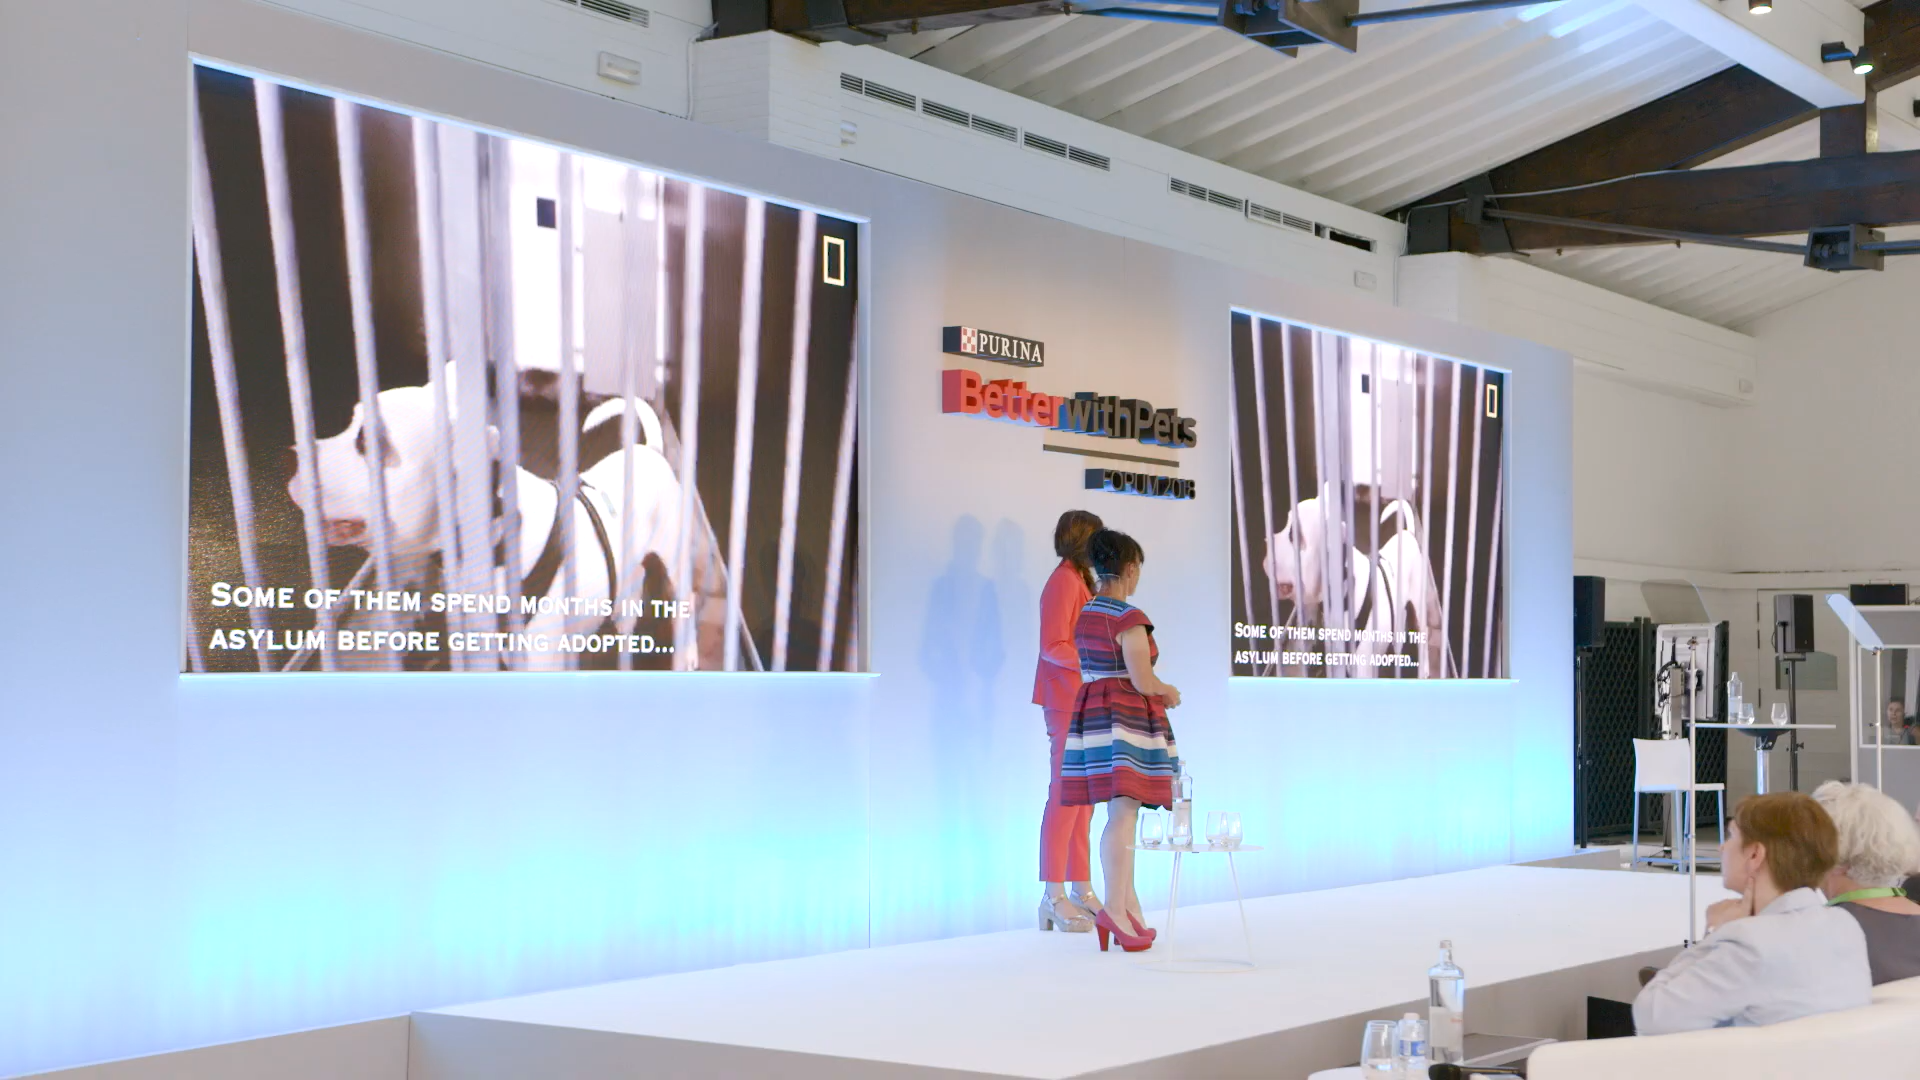 SOME OF THEM SPEND MONTHS IN THE
ASYLUM BEFORE GETTING ADOPTED...
PURINA
BetterwithPets
FORUM 2018
SOME OF THEM SPEND MONTHS IN THE
ASYLUM BEFORE GETTING ADOPTED...